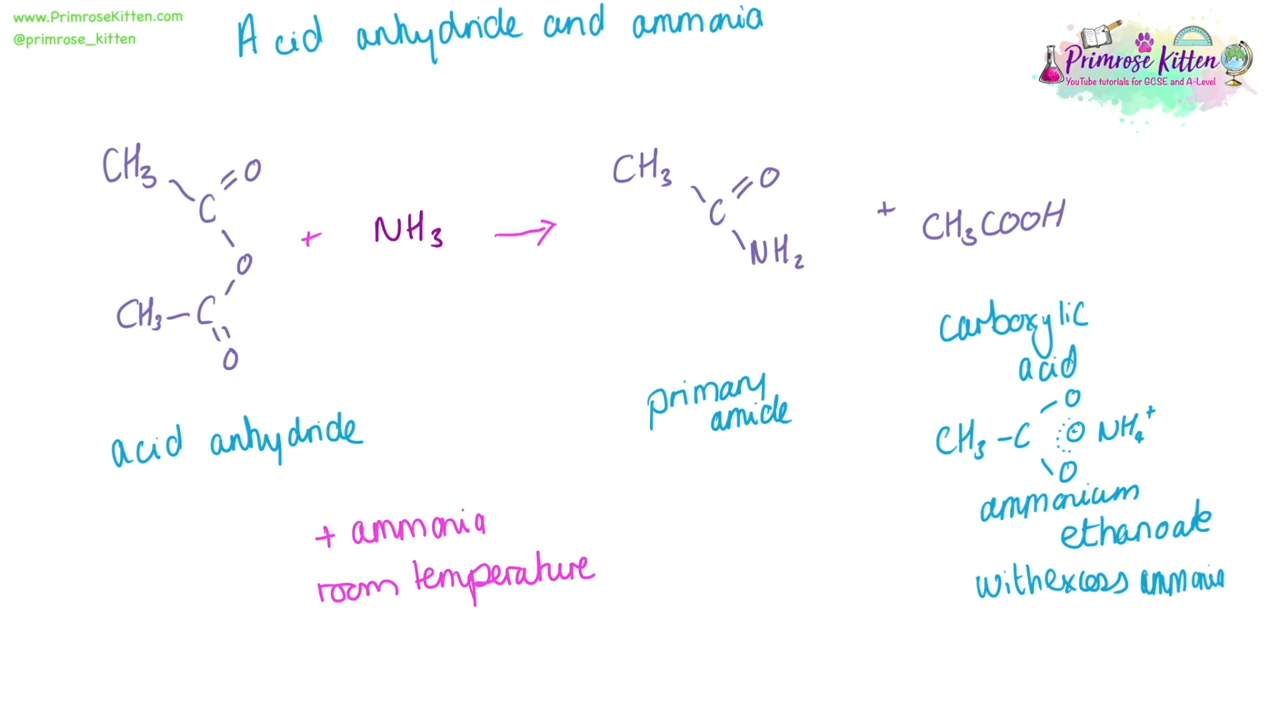 www.PrimroseKitten.com
@primrose_kitten
Acid anhydride and ammonia
Primrose Kitten
YouTube tutorials for GCSE and A-Level
CH3
C
O
O
CH3 – C
O
+ NH3 →
CH3
C
O
NH2
+ CH3COOH
acid anhydride
+ ammonia
room temperature
primary
amide
carboxylic
acid
O
CH3 – C ⊖ NH4+
O
ammonium
ethanoate
with excess ammonia